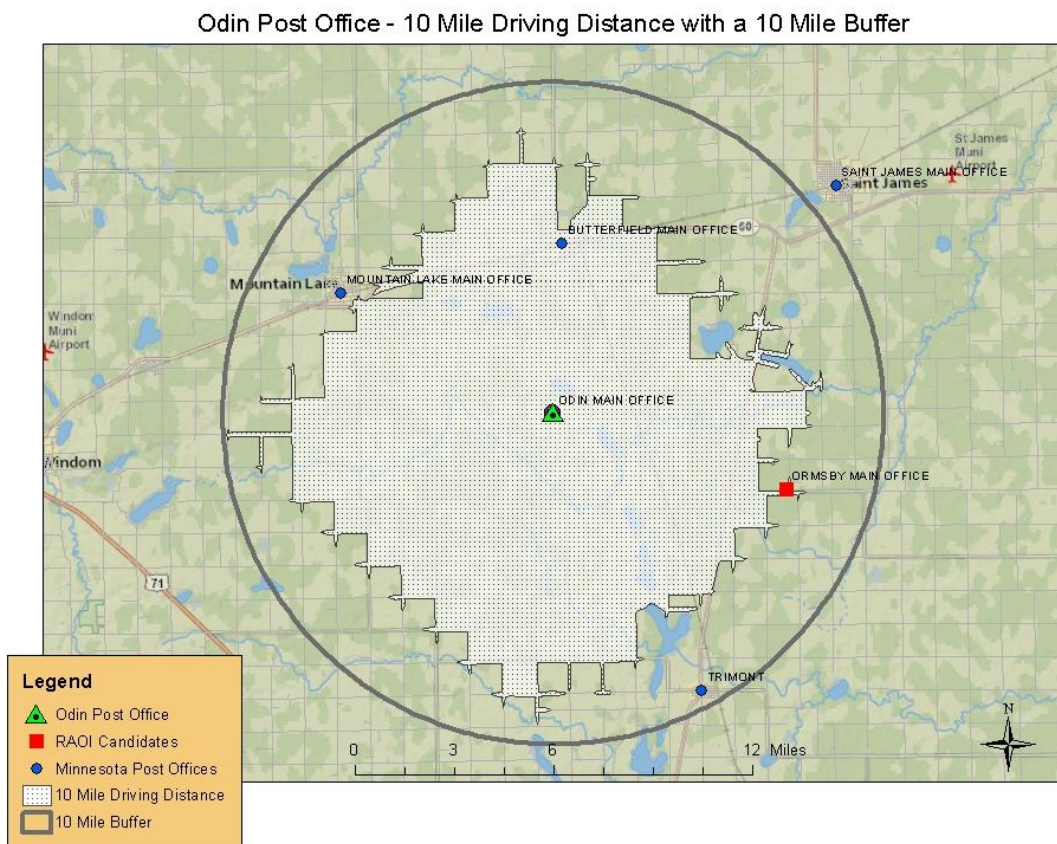 Odin Post Office - 10 Mile Driving Distance with a 10 Mile Buffer
St James
Muni
Airport
SAINT JAMES MAIN OFFICE
Saint James
60
BUTTERFIELD MAIN OFFICE
MOUNTAIN LAKE MAIN OFFICE
Mountain Lake
Windom
Muni
Airport
ODIN MAIN OFFICE
Windom
ORMSBY MAIN OFFICE
71
TRIMONT
Legend
Odin Post Office
RAOI Candidates
Minnesota Post Offices
10 Mile Driving Distance
10 Mile Buffer
0 3 6 12 Miles
N